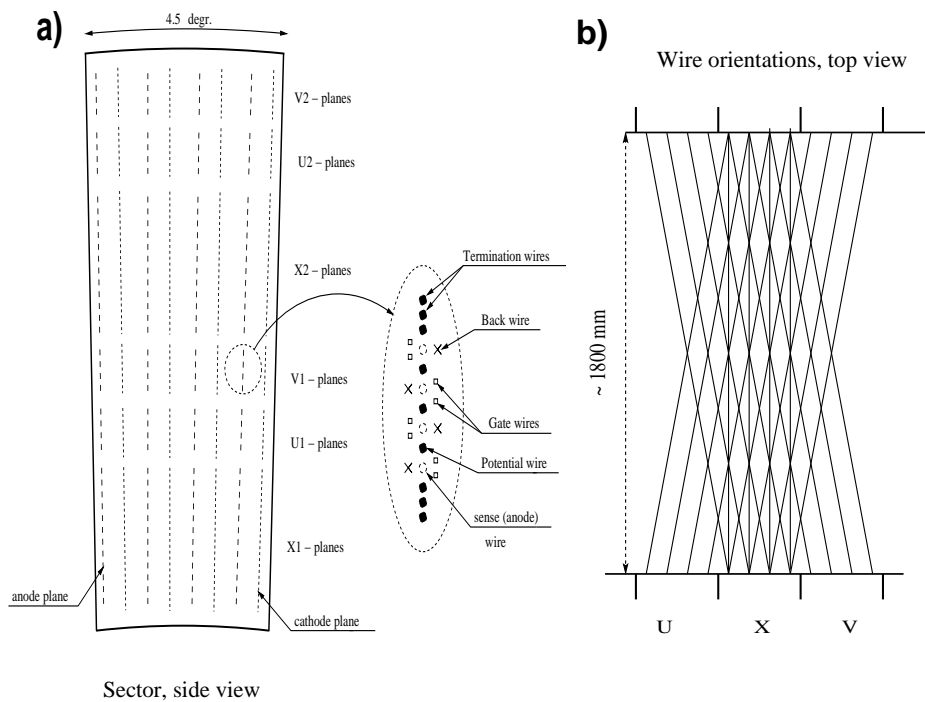 a)
4.5 degr.
V2 – planes
U2 – planes
X2 – planes
V1 – planes
U1 – planes
X1 – planes
anode plane
cathode plane
Termination wires
Back wire
Gate wires
Potential wire
sense (anode)
wire
Sector, side view
b)
Wire orientations, top view
~ 1800 mm
U X V